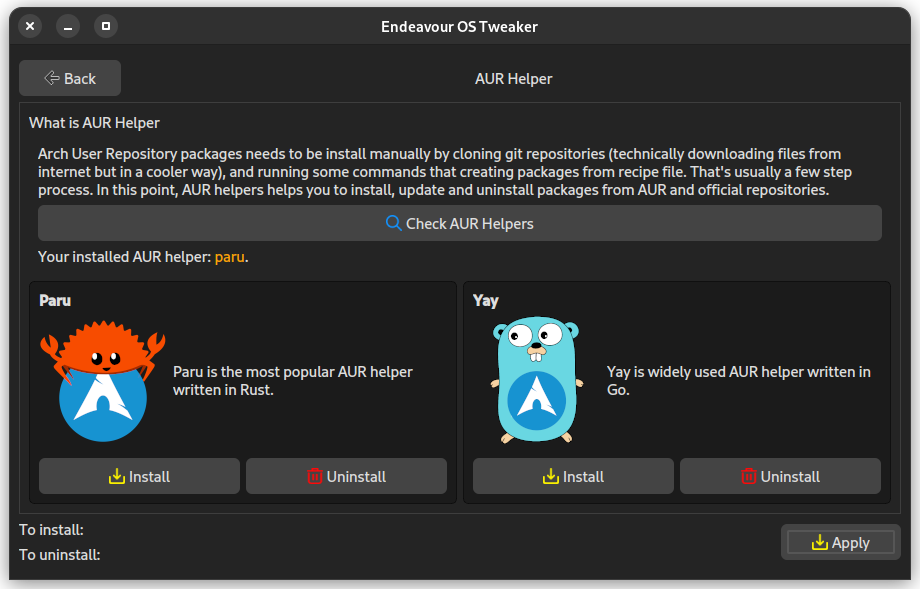 Endeavour OS Tweaker
Back
AUR Helper
What is AUR Helper
Arch User Repository packages needs to be install manually by cloning git repositories (technically downloading files from
internet but in a cooler way), and running some commands that creating packages from recipe file. That's usually a few step
process. In this point, AUR helpers helps you to install, update and uninstall packages from AUR and official repositories.
Check AUR Helpers
Your installed AUR helper: paru.
Paru
Paru is the most popular AUR helper
written in Rust.
Install
Uninstall
Yay
Yay is widely used AUR helper written in
Go.
Install
Uninstall
To install:
To uninstall:
Apply